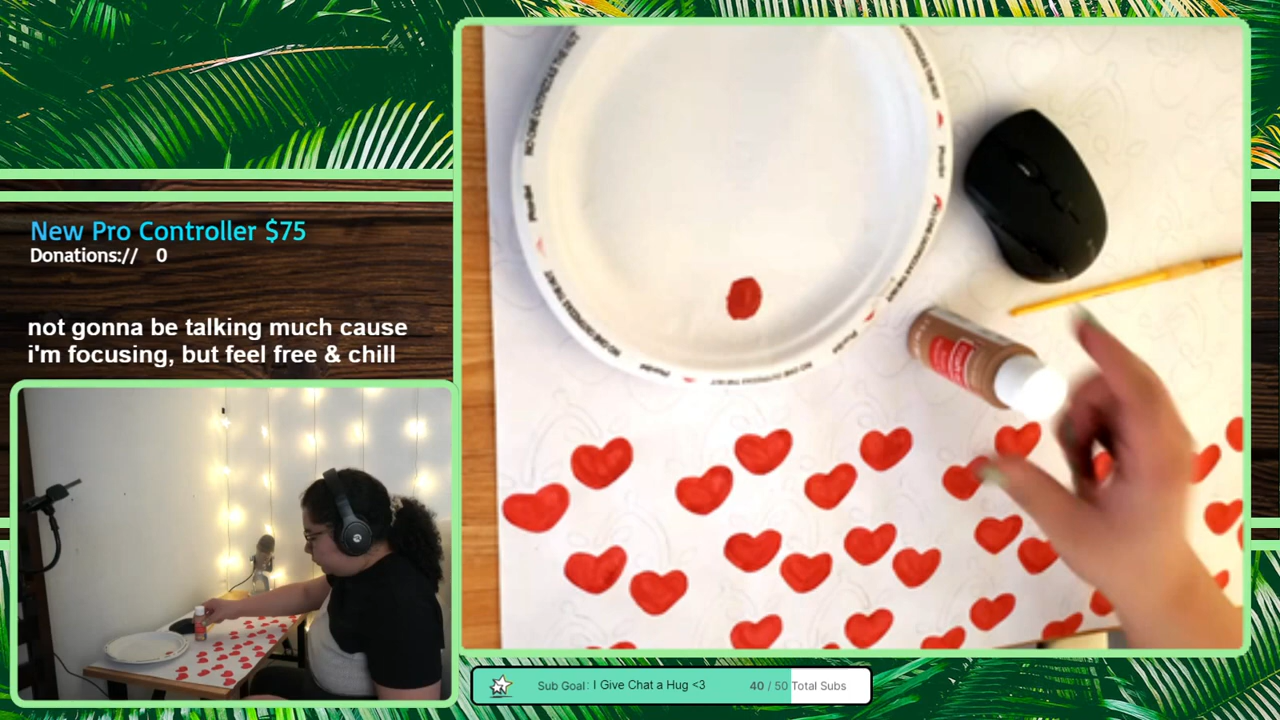 New Pro Controller $75
Donations:// 0
not gonna be talking much cause
i'm focusing, but feel free & chill
Sub Goal: I Give Chat a Hug <3
40 / 50 Total Subs